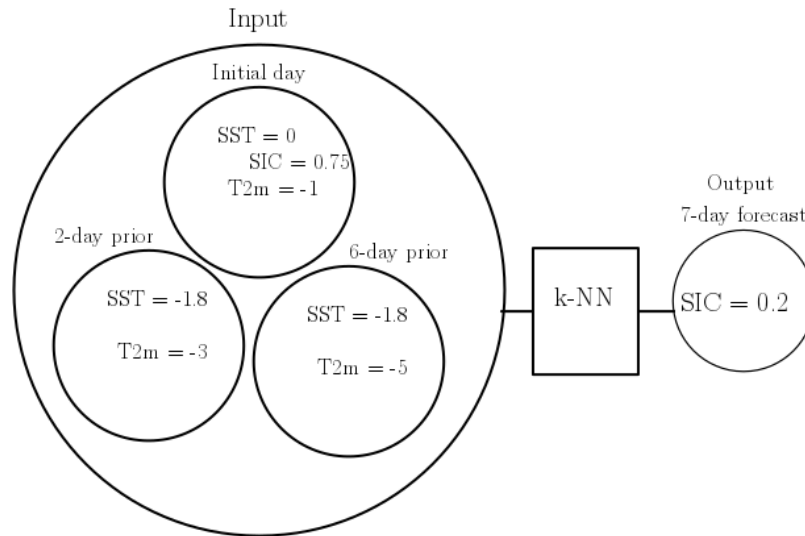 Input
Initial day
SST = 0
SIC = 0.75
T2m = -1
2-day prior
SST = -1.8
T2m = -3
6-day prior
SST = -1.8
T2m = -5
k-NN
Output
7-day forecast
SIC = 0.2